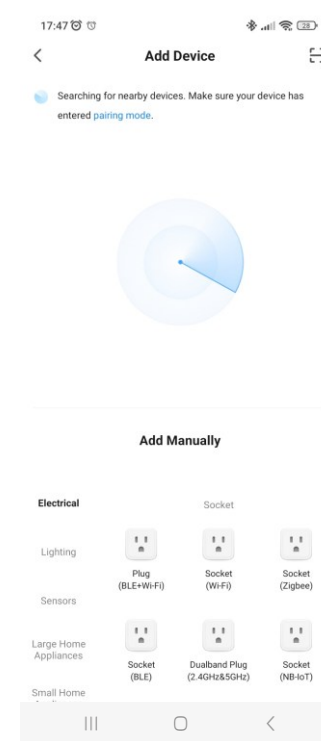 17:47
28
Add Device
Searching for nearby devices. Make sure your device has
entered pairing mode.
Add Manually
Electrical
Socket
Lighting
Plug
(BLE+Wi-Fi)
Socket
(Wi-Fi)
Socket
(Zigbee)
Sensors
Large Home
Appliances
Socket
(BLE)
Dualband Plug
(2.4GHz&5GHz)
Socket
(NB-IoT)
Small Home